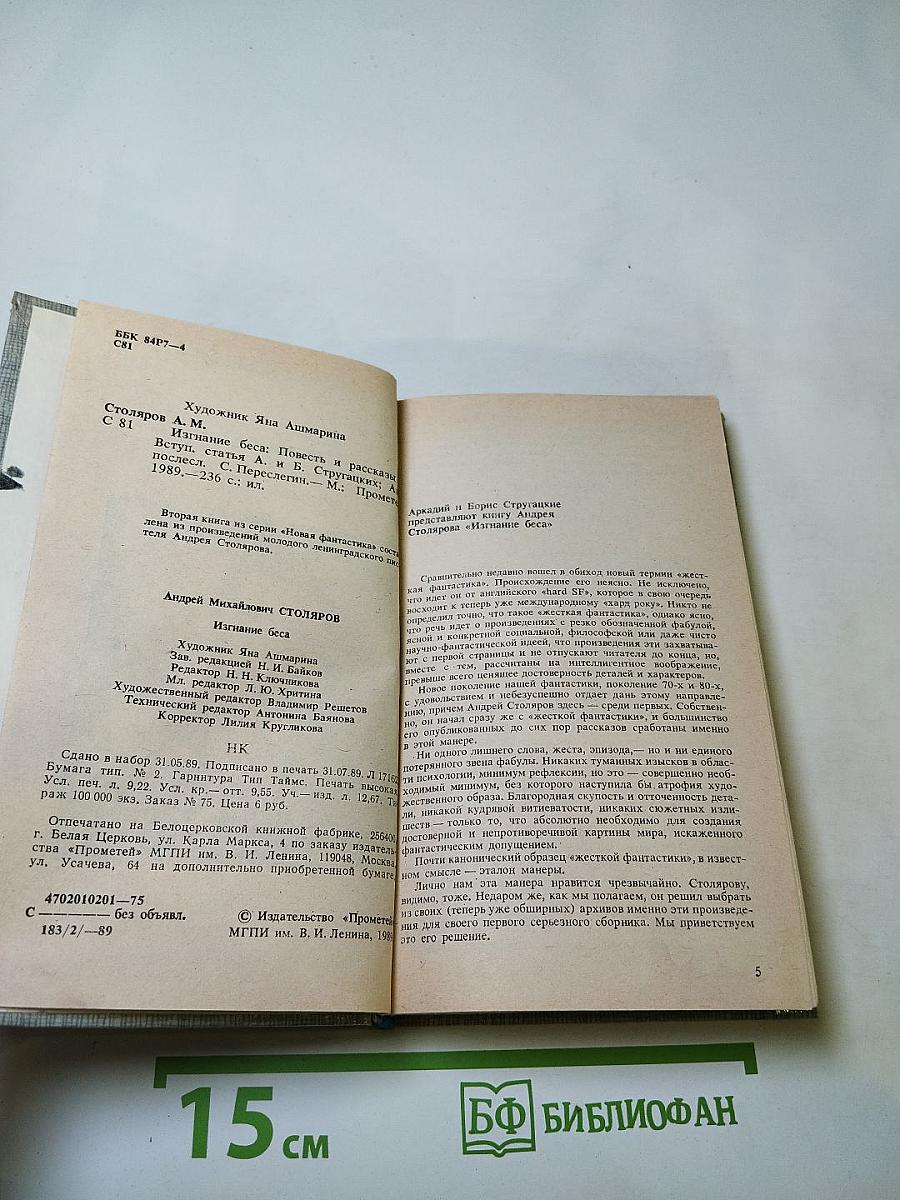 ББК 84Р7—4
С81
Художник Яна Ашмарина
Столяров А. М.
С 81
Изгнание беса: Повесть и рассказы
Вступ. статья А. и Б. Стругацких;
послесл. С. Переслегин.— М.: Промет
1989.—236 с.: ил.
Вторая книга из серии «Новая фантастика» соста
лена из произведений молодого ленинградского пис
теля Андрея Столярова.
Андрей Михайлович СТОЛЯРОВ
Изгнание беса
Художник Яна Ашмарина
Зав. редакцией Н. И. Байков
Редактор Н. Н. Ключникова
Мл. редактор Л. Ю. Хритина
Художественный редактор Владимир Решетов
Технический редактор Антонина Баянова
Корректор Лилия Кругликова
НК
Сдано в набор 31.05.89. Подписано в печать 31.07.89. Л 17162
Бумага тип. № 2. Гарнитура Тип Таймс. Печать высокая
Усл. печ. л. 9,22. Усл. кр.— отт. 9,55. Уч.— изд. л. 12,67. Ти
раж 100 000 экз. Заказ № 75. Цена 6 руб.
Отпечатано на Белоцерковской книжной фабрике, 256400
г. Белая Церковь, ул. Карла Маркса, 4 по заказу издатель
ства «Прометей» МГПИ им. В. И. Ленина, 119048, Москва
ул. Усачева, 64 на дополнительно приобретенной бумаге
4702010201—75
С ————— без объявл.
183/2/—89
© Издательство «Прометей
МГПИ им. В. И. Ленина, 1989
Аркадий и Борис Стругацкие
представляют книгу Андрея
Столярова «Изгнание беса»
Сравнительно недавно вошел в обиход новый термин «жест-
кая фантастика». Происхождение его неясно. Не исключено,
что идет он от английского «hard SF», которое в свою очередь
восходит к теперь уже международному «хард року». Никто не
определил точно, что такое «жесткая фантастика», однако ясно,
что речь идет о произведениях с резко обозначенной фабулой,
ясной и конкретной социальной, философской или даже чисто
научно-фантастической идеей, что произведения эти захватыва-
ют с первой страницы и не отпускают читателя до конца, но,
вместе с тем, рассчитаны на интеллигентное воображение,
превыше всего ценящее достоверность деталей и характеров.
Новое поколение нашей фантастики, поколение 70-х и 80-х,
с удовольствием и небезуспешно отдает дань этому направле-
нию, причем Андрей Столяров здесь — среди первых. Собствен-
но, он начал сразу же с «жесткой фантастики», и большинство
его опубликованных до сих пор рассказов сработаны именно
в этой манере.
Ни одного лишнего слова, жеста, эпизода,— но и ни единого
потерянного звена фабулы. Никаких туманных изысков в облас-
ти психологии, минимум рефлексии, но это — совершенно необ-
ходимый минимум, без которого наступила бы атрофия худо-
жественного образа. Благородная скупость и отточенность дета-
ли, никакой кудрявой витиеватости, никаких сюжетных изли-
шеств — только то, что абсолютно необходимо для создания
достоверной и непротиворечивой картины мира, искаженного
фантастическим допущением.
Почти канонический образец «жесткой фантастики», в извест-
ном смысле — эталон манеры.
Лично нам эта манера нравится чрезвычайно. Столярову,
видимо, тоже. Недаром же, как мы полагаем, он решил выбрать
из своих (теперь уже обширных) архивов именно эти произведе-
ния для своего первого серьезного сборника. Мы приветствуем
это его решение.
5
15 см
БФ БИБЛИОФАН